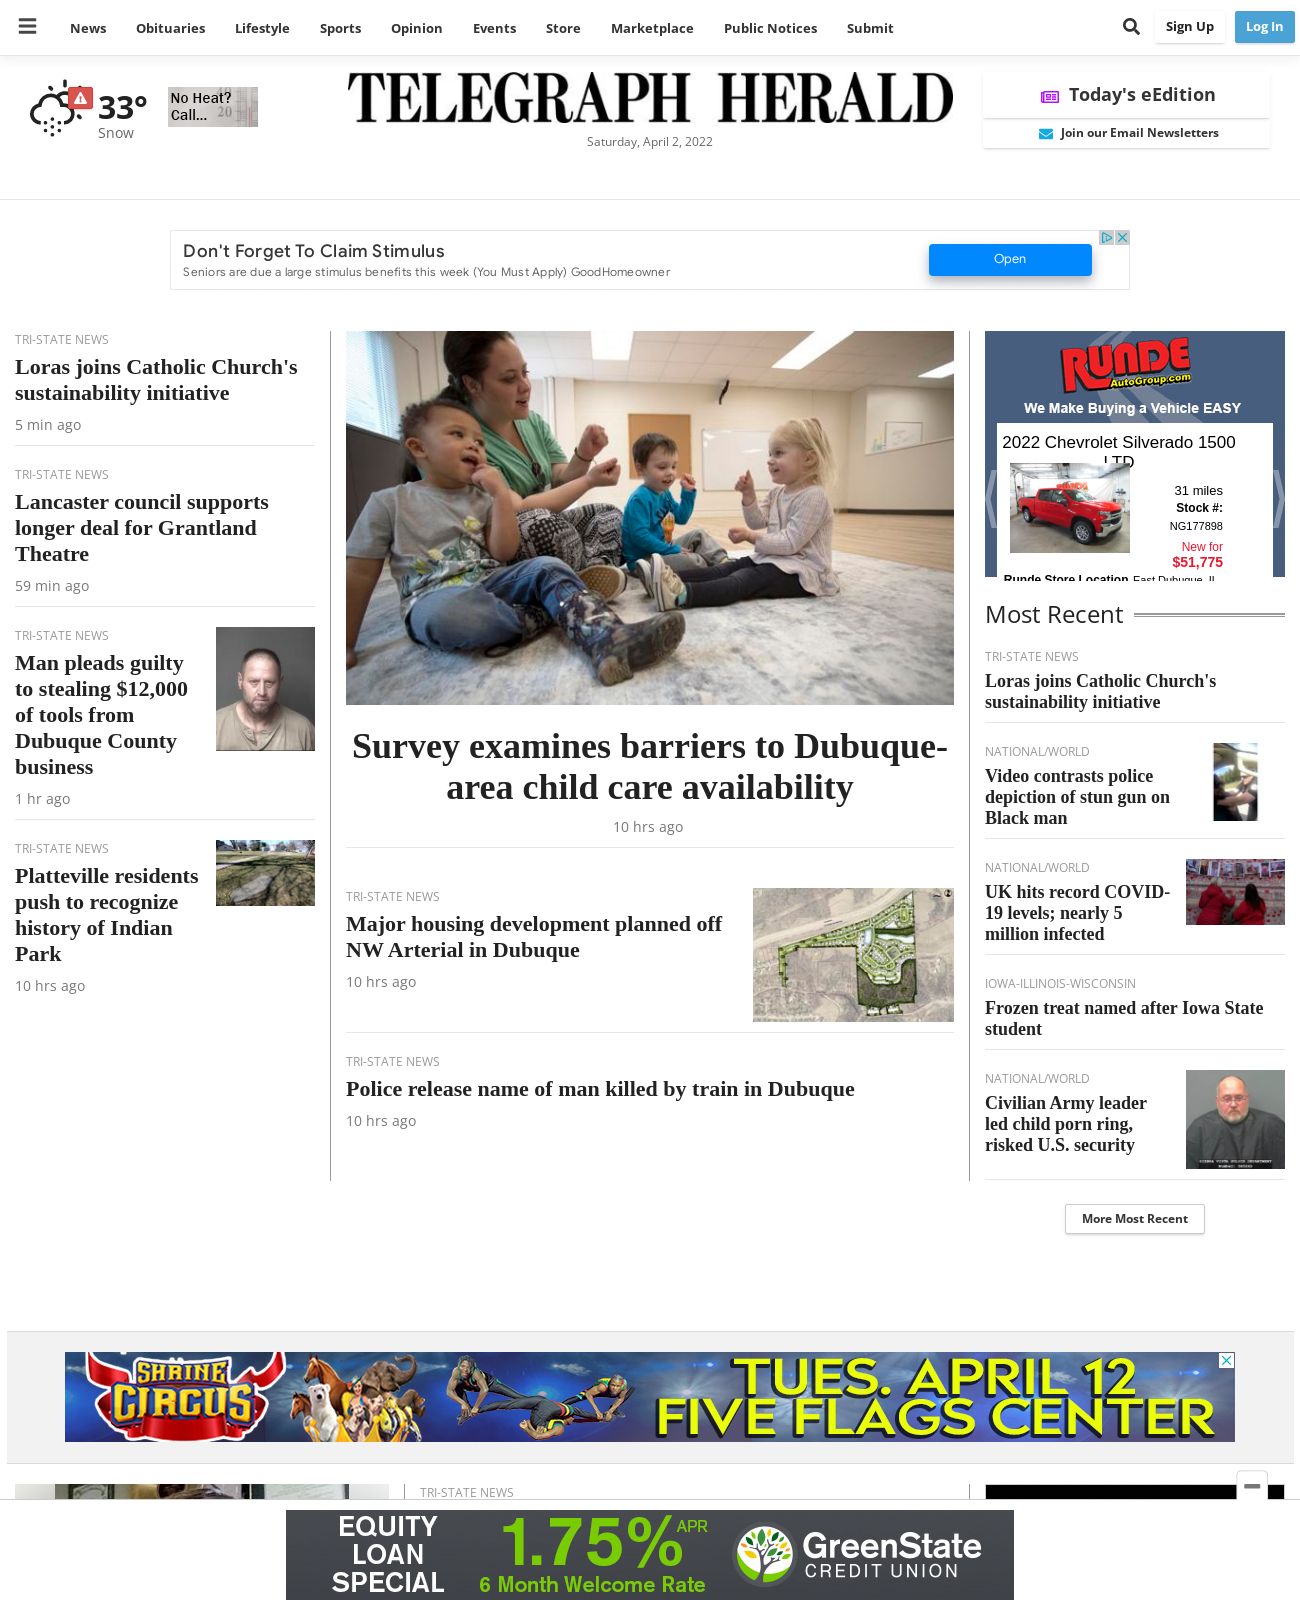 News Obituaries Lifestyle Sports Opinion Events Store Marketplace Public Notices Submit
Sign Up
Log In
33°
Snow
No Heat?
Call...
TELEGRAPH HERALD
Saturday, April 2, 2022
Today's eEdition
Join our Email Newsletters
Don't Forget To Claim Stimulus
Seniors are due a large stimulus benefits this week (You Must Apply) GoodHomeowner
Open
TRI-STATE NEWS
Loras joins Catholic Church's
sustainability initiative
5 min ago
TRI-STATE NEWS
Lancaster council supports
longer deal for Grantland
Theatre
59 min ago
TRI-STATE NEWS
Man pleads guilty
to stealing $12,000
of tools from
Dubuque County
business
1 hr ago
TRI-STATE NEWS
Platteville residents
push to recognize
history of Indian
Park
10 hrs ago
Survey examines barriers to Dubuque-
area child care availability
10 hrs ago
TRI-STATE NEWS
Major housing development planned off
NW Arterial in Dubuque
10 hrs ago
TRI-STATE NEWS
Police release name of man killed by train in Dubuque
10 hrs ago
RUNDE
AutoGroup.com
We Make Buying a Vehicle EASY
2022 Chevrolet Silverado 1500
LTD
31 miles
Stock #:
NG177898
New for
$51,775
Runde Store Location East Dubuque, IL
Most Recent
TRI-STATE NEWS
Loras joins Catholic Church's
sustainability initiative
NATIONAL/WORLD
Video contrasts police
depiction of stun gun on
Black man
NATIONAL/WORLD
UK hits record COVID-
19 levels; nearly 5
million infected
IOWA-ILLINOIS-WISCONSIN
Frozen treat named after Iowa State
student
NATIONAL/WORLD
Civilian Army leader
led child porn ring,
risked U.S. security
More Most Recent
SHRINE
CIRCUS
TUES. APRIL 12
FIVE FLAGS CENTER
TRI-STATE NEWS
EQUITY
LOAN
SPECIAL
1.75% APR
6 Month Welcome Rate
GreenState
CREDIT UNION